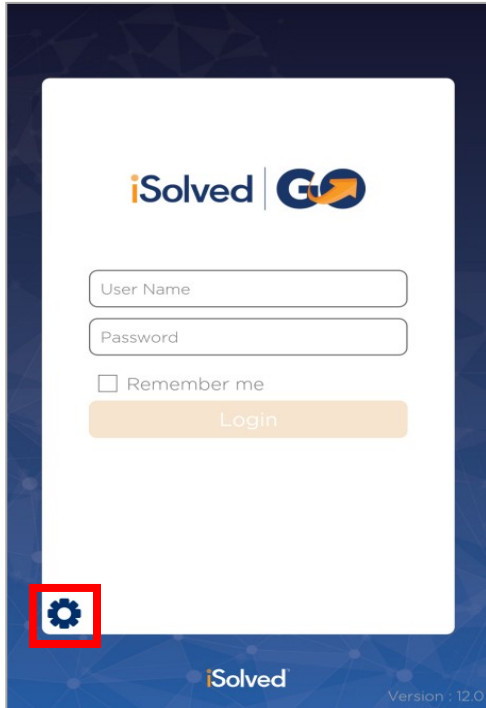 iSolved GO
User Name
Password
Remember me
Login
iSolved
Version : 12.0